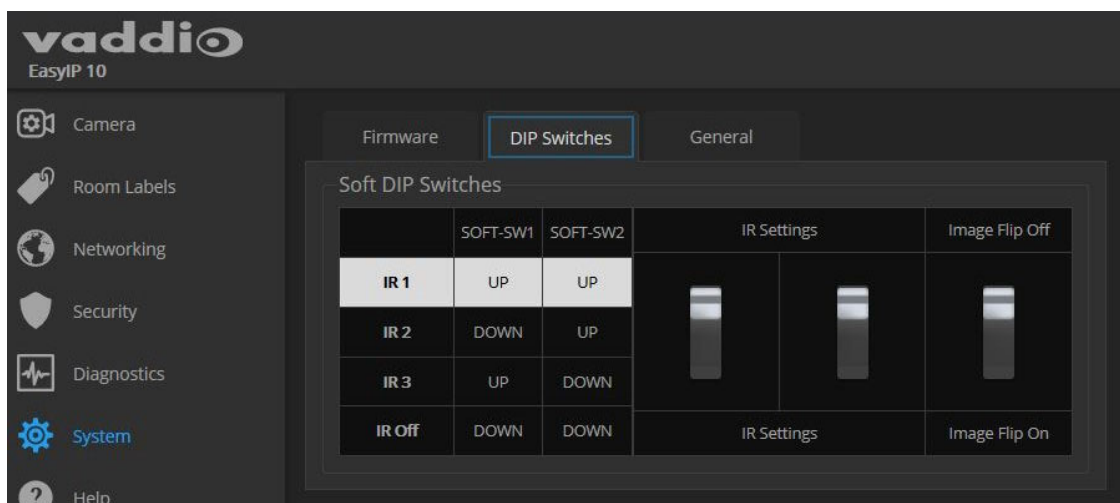 vaddio
EasyIP 10
Camera
Room Labels
Networking
Security
Diagnostics
System
Help
Firmware DIP Switches General
Soft DIP Switches
SOFT-SW1 SOFT-SW2 IR Settings Image Flip Off
IR 1 UP UP
IR 2 DOWN UP
IR 3 UP DOWN
IR Off DOWN DOWN IR Settings Image Flip On